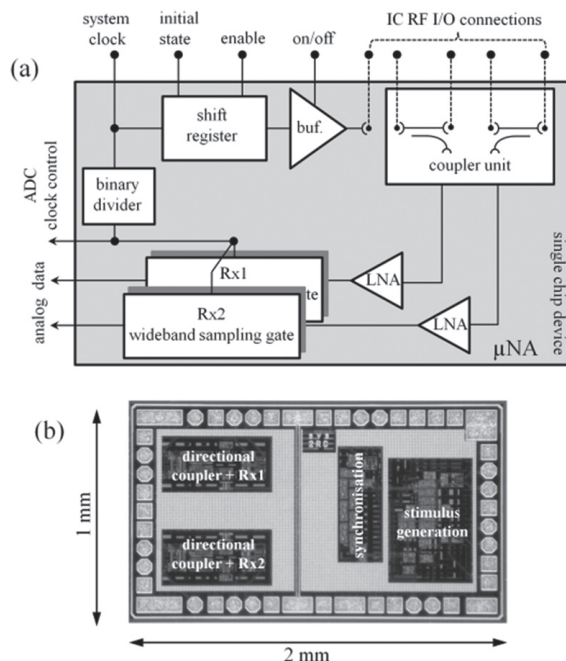 system clock
initial state
enable
on/off
IC RF I/O connections
(a)
shift register
buf.
coupler unit
binary divider
ADC clock control
Rx1
te
LNA
analog data
Rx2
wideband sampling gate
LNA
single chip device
µNA
(b)
directional
coupler + Rx1
synchronisation
stimulus
generation
directional
coupler + Rx2
1 mm
2 mm